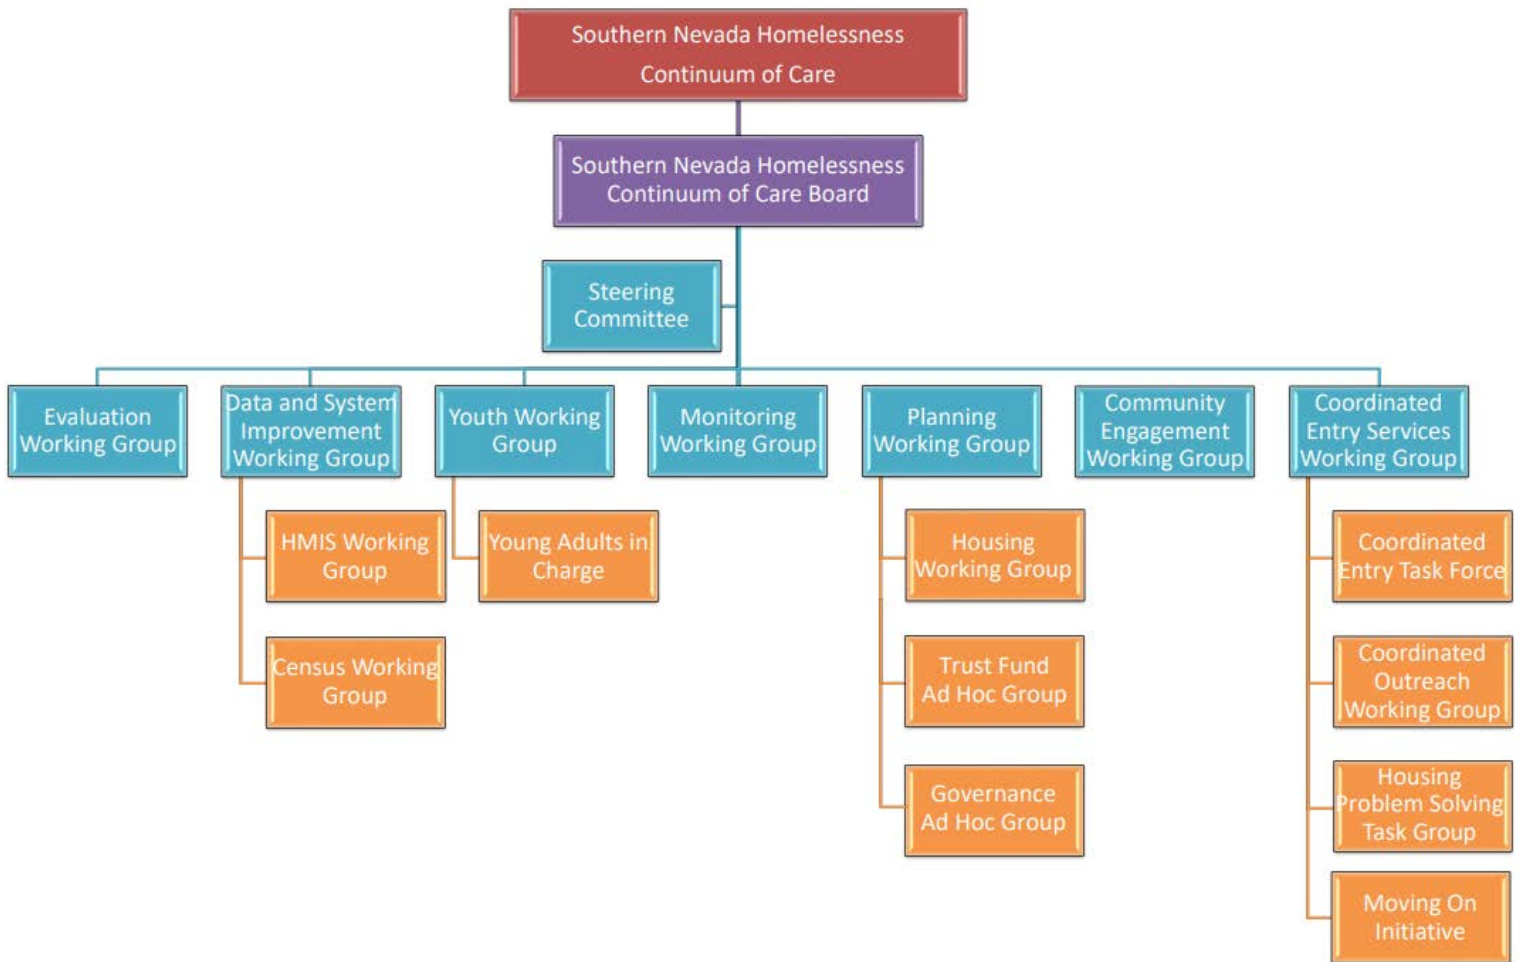 Southern Nevada Homelessness
Continuum of Care
Southern Nevada Homelessness
Continuum of Care Board
Steering
Committee
Evaluation
Working Group
Data and System
Improvement
Working Group
Youth Working
Group
Monitoring
Working Group
Planning
Working Group
Community
Engagement
Working Group
Coordinated
Entry Services
Working Group
HMIS Working
Group
Census Working
Group
Young Adults in
Charge
Housing
Working Group
Trust Fund
Ad Hoc Group
Governance
Ad Hoc Group
Coordinated
Entry Task Force
Coordinated
Outreach
Working Group
Housing
Problem Solving
Task Group
Moving On
Initiative